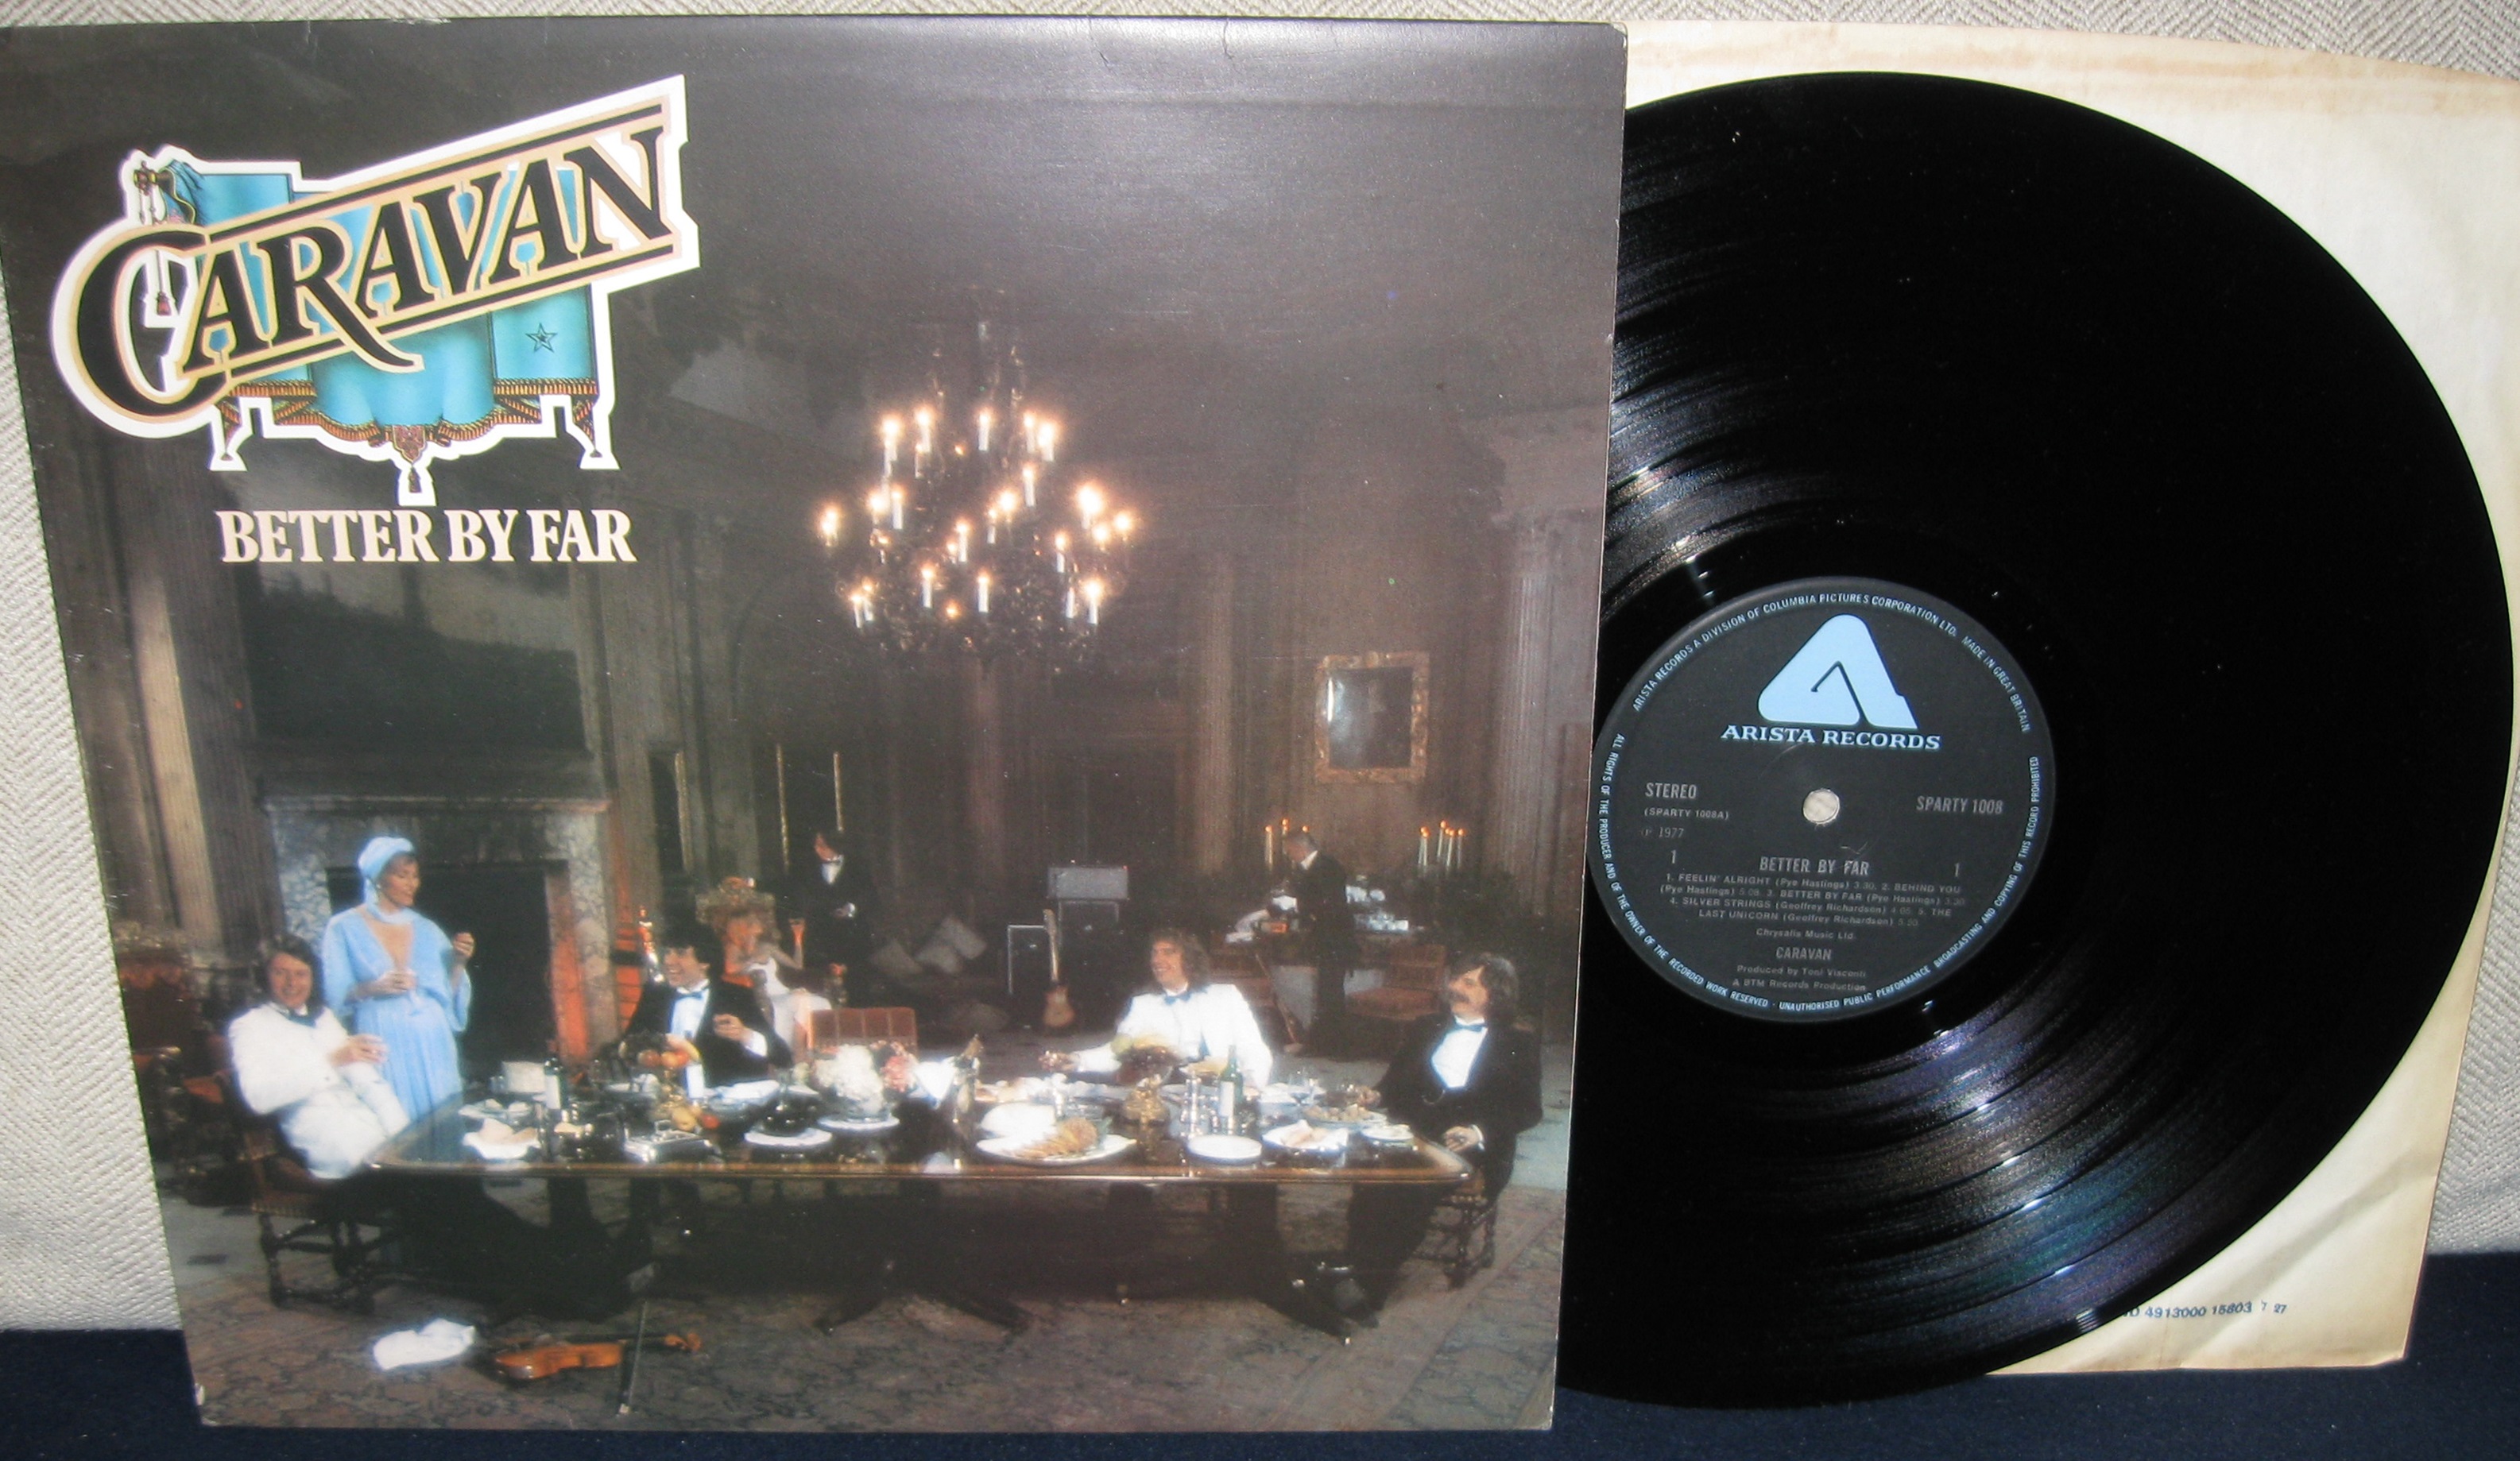 CARAVAN
BETTER BY FAR
ARISTA RECORDS A DIVISION OF COLUMBIA PICTURES CORPORATION LTD. MADE IN GREAT BRITAIN
ARISTA RECORDS
STEREO
SPARTY 1008
(SPARTY 1008A)
℗ 1977
1 BETTER BY FAR 1
1. FEELIN' ALRIGHT (Pye Hastings) 3.30. 2. BEHIND YOU
(Pye Hastings) 5.08. 3. BETTER BY FAR (Pye Hastings) 3.30
4. SILVER STRINGS (Geoffrey Richardson) 4.05. 5. THE
LAST UNICORN (Geoffrey Richardson) 5.20.
Chrysalis Music Ltd.
CARAVAN
Produced by Toni Visconti
A BTM Records Production
ALL RIGHTS OF THE PRODUCER AND OF THE OWNER OF THE RECORDED WORK RESERVED · UNAUTHORISED PUBLIC PERFORMANCE BROADCASTING AND COPYING OF THIS RECORD PROHIBITED
4913000 15803 7 27